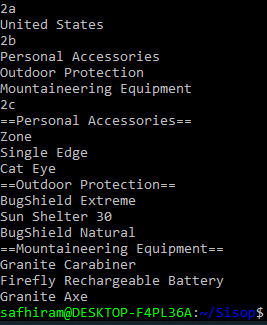 2a
United States
2b
Personal Accessories
Outdoor Protection
Mountaineering Equipment
2c
==Personal Accessories==
Zone
Single Edge
Cat Eye
==Outdoor Protection==
BugShield Extreme
Sun Shelter 30
BugShield Natural
==Mountaineering Equipment==
Granite Carabiner
Firefly Rechargeable Battery
Granite Axe
safhiram@DESKTOP-F4PL36A:~/Sisop$